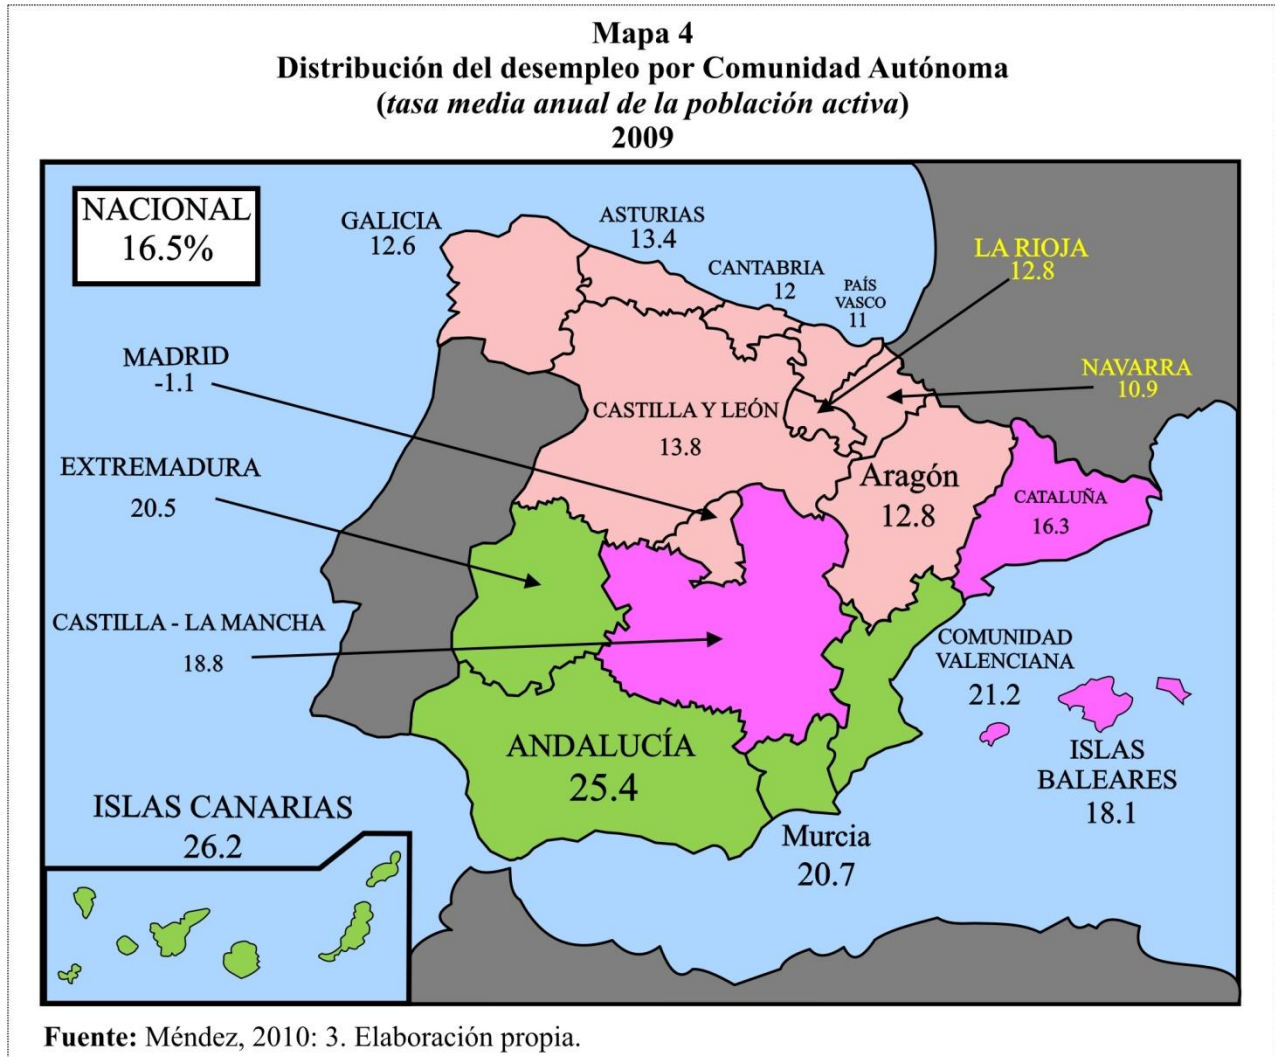 Mapa 4
Distribución del desempleo por Comunidad Autónoma
(tasa media anual de la población activa)
2009
NACIONAL
16.5%
GALICIA
12.6
ASTURIAS
13.4
CANTABRIA
12
PAÍS
VASCO
11
LA RIOJA
12.8
NAVARRA
10.9
MADRID
-1.1
CASTILLA Y LEÓN
13.8
EXTREMADURA
20.5
Aragón
12.8
CATALUÑA
16.3
CASTILLA - LA MANCHA
18.8
COMUNIDAD
VALENCIANA
21.2
ISLAS
BALEARES
18.1
ANDALUCÍA
25.4
Murcia
20.7
ISLAS CANARIAS
26.2
Fuente: Méndez, 2010: 3. Elaboración propia.